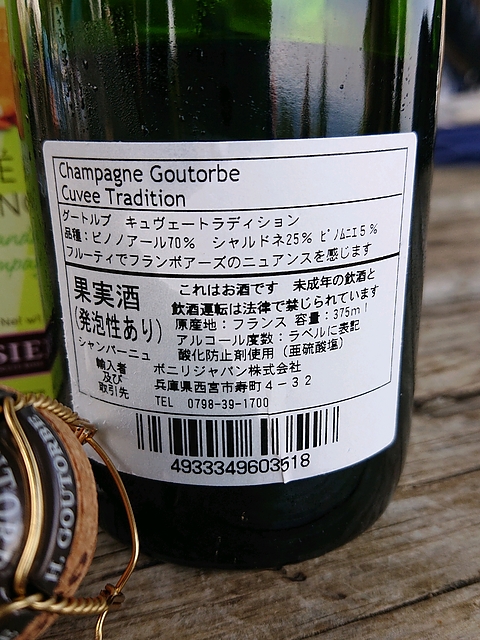 Champagne Goutorbe
Cuvee Tradition
グートルブ キュヴェートラディション
品種:ピノノアール70% シャルドネ25% ピノムニエ5%
フルーティでフランボアーズのニュアンスを感じます
果実酒
(発泡性あり)
シャンパーニュ
これはお酒です 未成年の飲酒と
飲酒運転は法律で禁じられています
原産地:フランス 容量:375ml
アルコール度数:ラベルに表記
酸化防止剤使用(亜硫酸塩)
輸入者
及び
取引先
ボニリジャパン株式会社
兵庫県西宮市寿町4-32
TEL 0798-39-1700
4933349603518
H. GOUTORBE